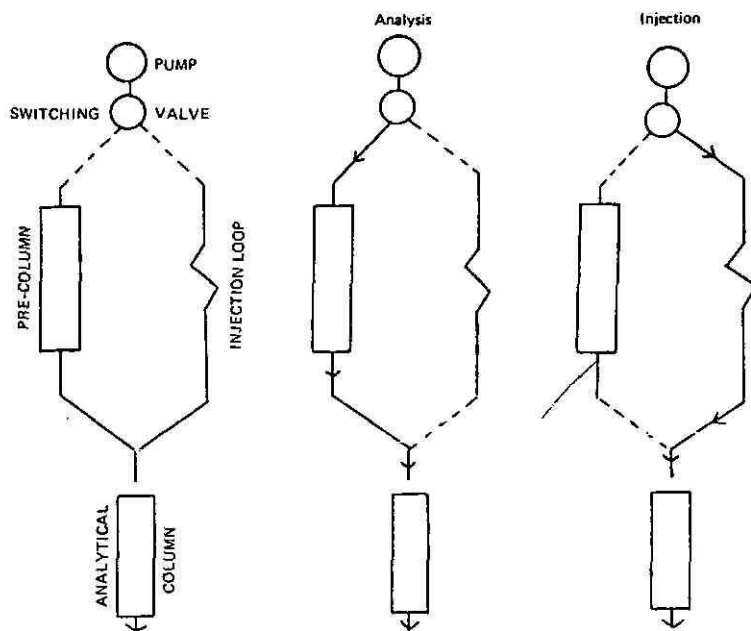 Analysis
Injection
PUMP
SWITCHING VALVE
PRE-COLUMN
INJECTION LOOP
ANALYTICAL COLUMN